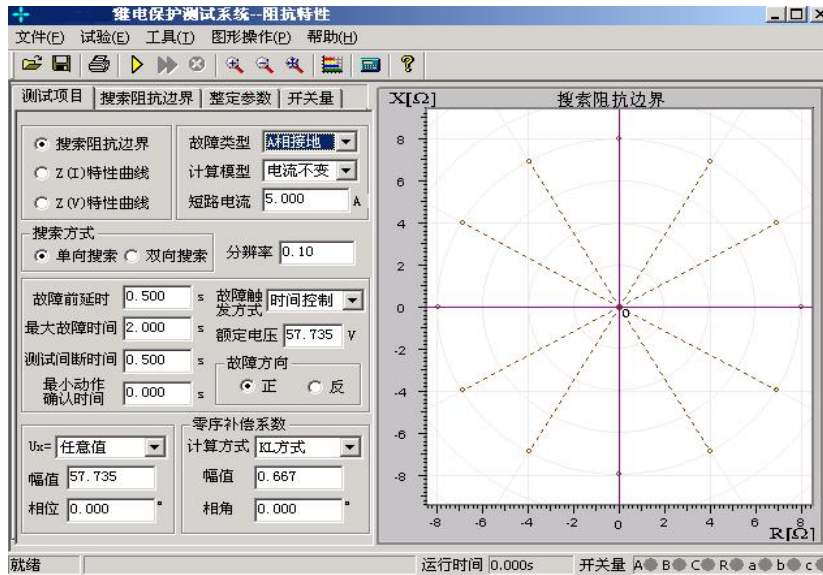 继电保护测试系统--阻抗特性
文件(F) 试验(E) 工具(T) 图形操作(P) 帮助(H)
测试项目 搜索阻抗边界 整定参数 开关量
搜索阻抗边界
Z(I)特性曲线
Z(V)特性曲线
故障类型 A相接地
计算模型 电流不变
短路电流 5.000 A
搜索方式
单向搜索 双向搜索
分辨率 0.10
故障前延时 0.500 s
最大故障时间 2.000 s
测试间断时间 0.500 s
最小动作
确认时间 0.000 s
故障触
发方式 时间控制
额定电压 57.735 V
故障方向
正 反
Ux= 任意值
幅值 57.735
相位 0.000 °
零序补偿系数
计算方式 KL方式
幅值 0.667
相角 0.000 °
X[Ω] 搜索阻抗边界
8
6
4
2
0
-2
-4
-6
-8
0
-8 -6 -4 -2 0 2 4 6 8
R[Ω]
就绪 运行时间 0.000s 开关量 A B C R a b c